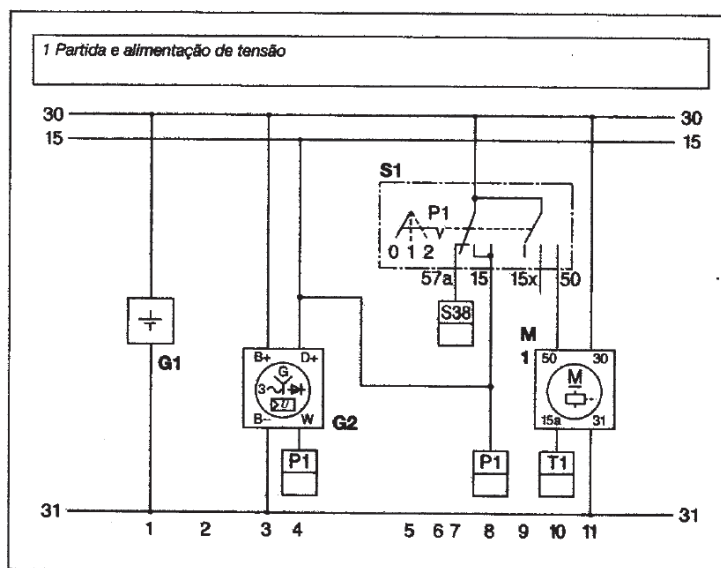 1 Partida e alimentação de tensão
30 30
15 15
S1
P1
0 1 2
57a 15 15x 50
S38
G1
M
1
B+ D+
G
3
B- W
G2
50 30
M
15a 31
P1 P1 T1
31 31
1 2 3 4 5 6 7 8 9 10 11